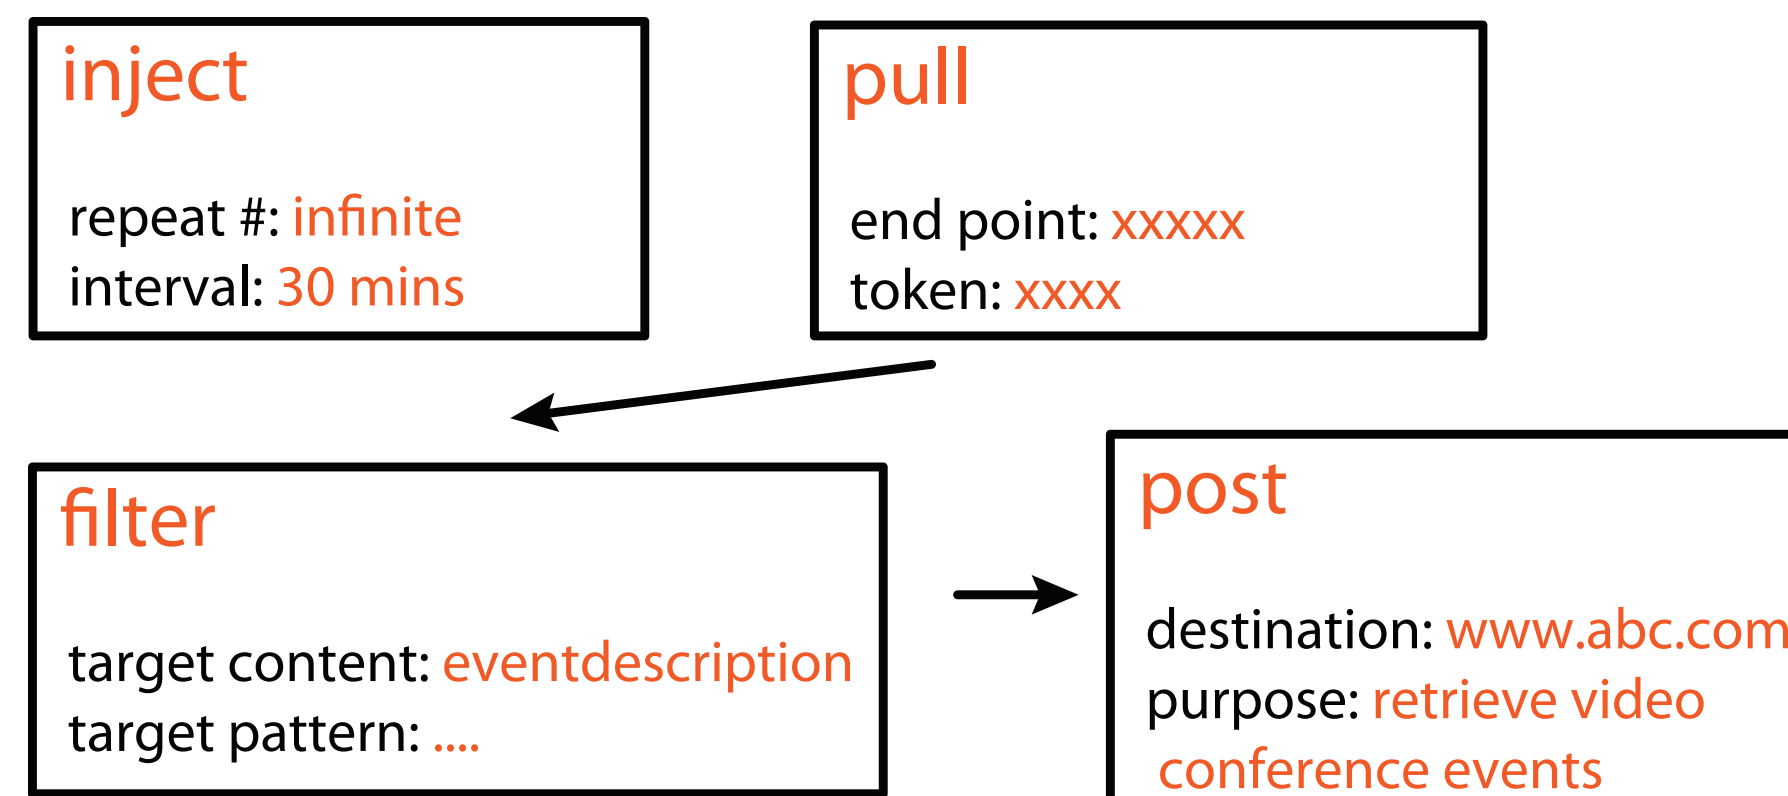 inject
repeat #: infinite
interval: 30 mins
pull
end point: xxxxx
token: xxxx
filter
target content: eventdescription
target pattern: ....
post
destination: www.abc.com
purpose: retrieve video
conference events